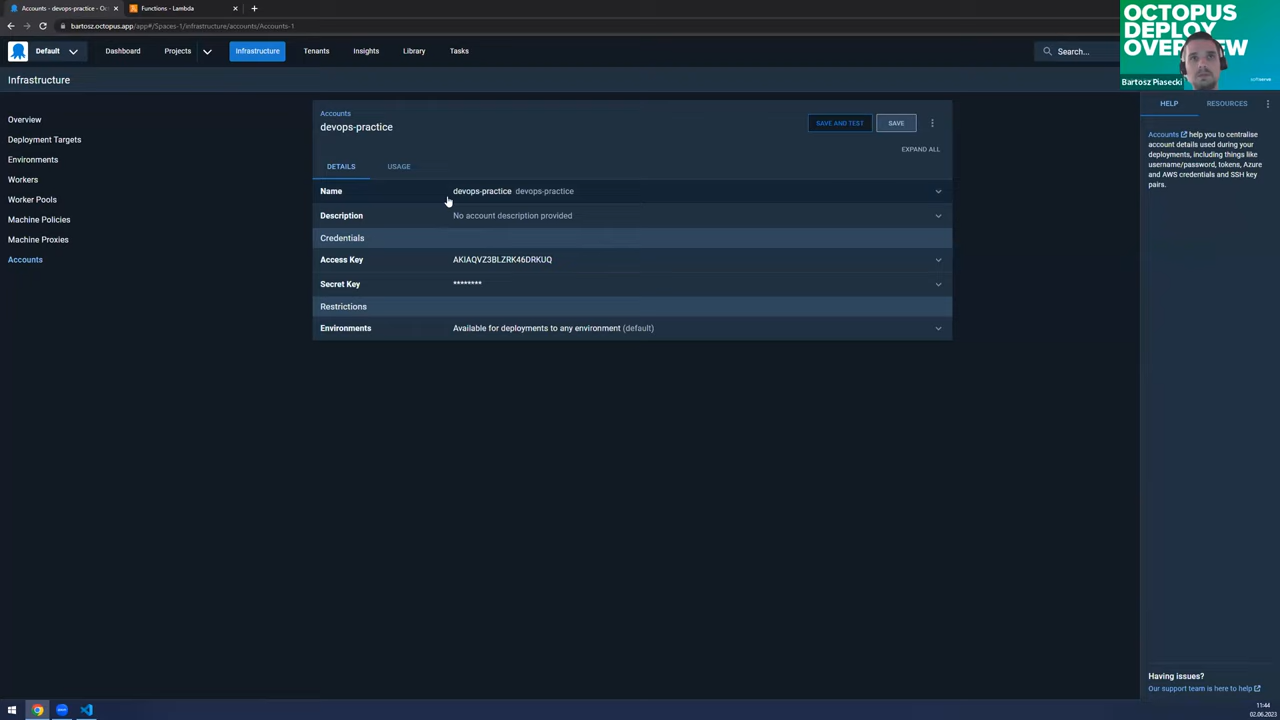 Accounts - devops-practice - Oc
Functions - Lambda
bartosz.octopus.app/app#/Spaces-1/infrastructure/accounts/Accounts-1
Default
Dashboard
Projects
Infrastructure
Tenants
Insights
Library
Tasks
Search...
OCTOPUS
DEPLOY
OVERVIEW
softserve
Bartosz Piasecki
Infrastructure
Overview
Deployment Targets
Environments
Workers
Worker Pools
Machine Policies
Machine Proxies
Accounts
Accounts
devops-practice
SAVE AND TEST
SAVE
EXPAND ALL
DETAILS
USAGE
Name
devops-practice devops-practice
Description
No account description provided
Credentials
Access Key
AKIAQVZ3BLZRK46DRKUQ
Secret Key
********
Restrictions
Environments
Available for deployments to any environment (default)
HELP
RESOURCES
Accounts help you to centralise
account details used during your
deployments, including things like
username/password, tokens, Azure
and AWS credentials and SSH key
pairs.
Having issues?
Our support team is here to help
11:44
02.06.2023